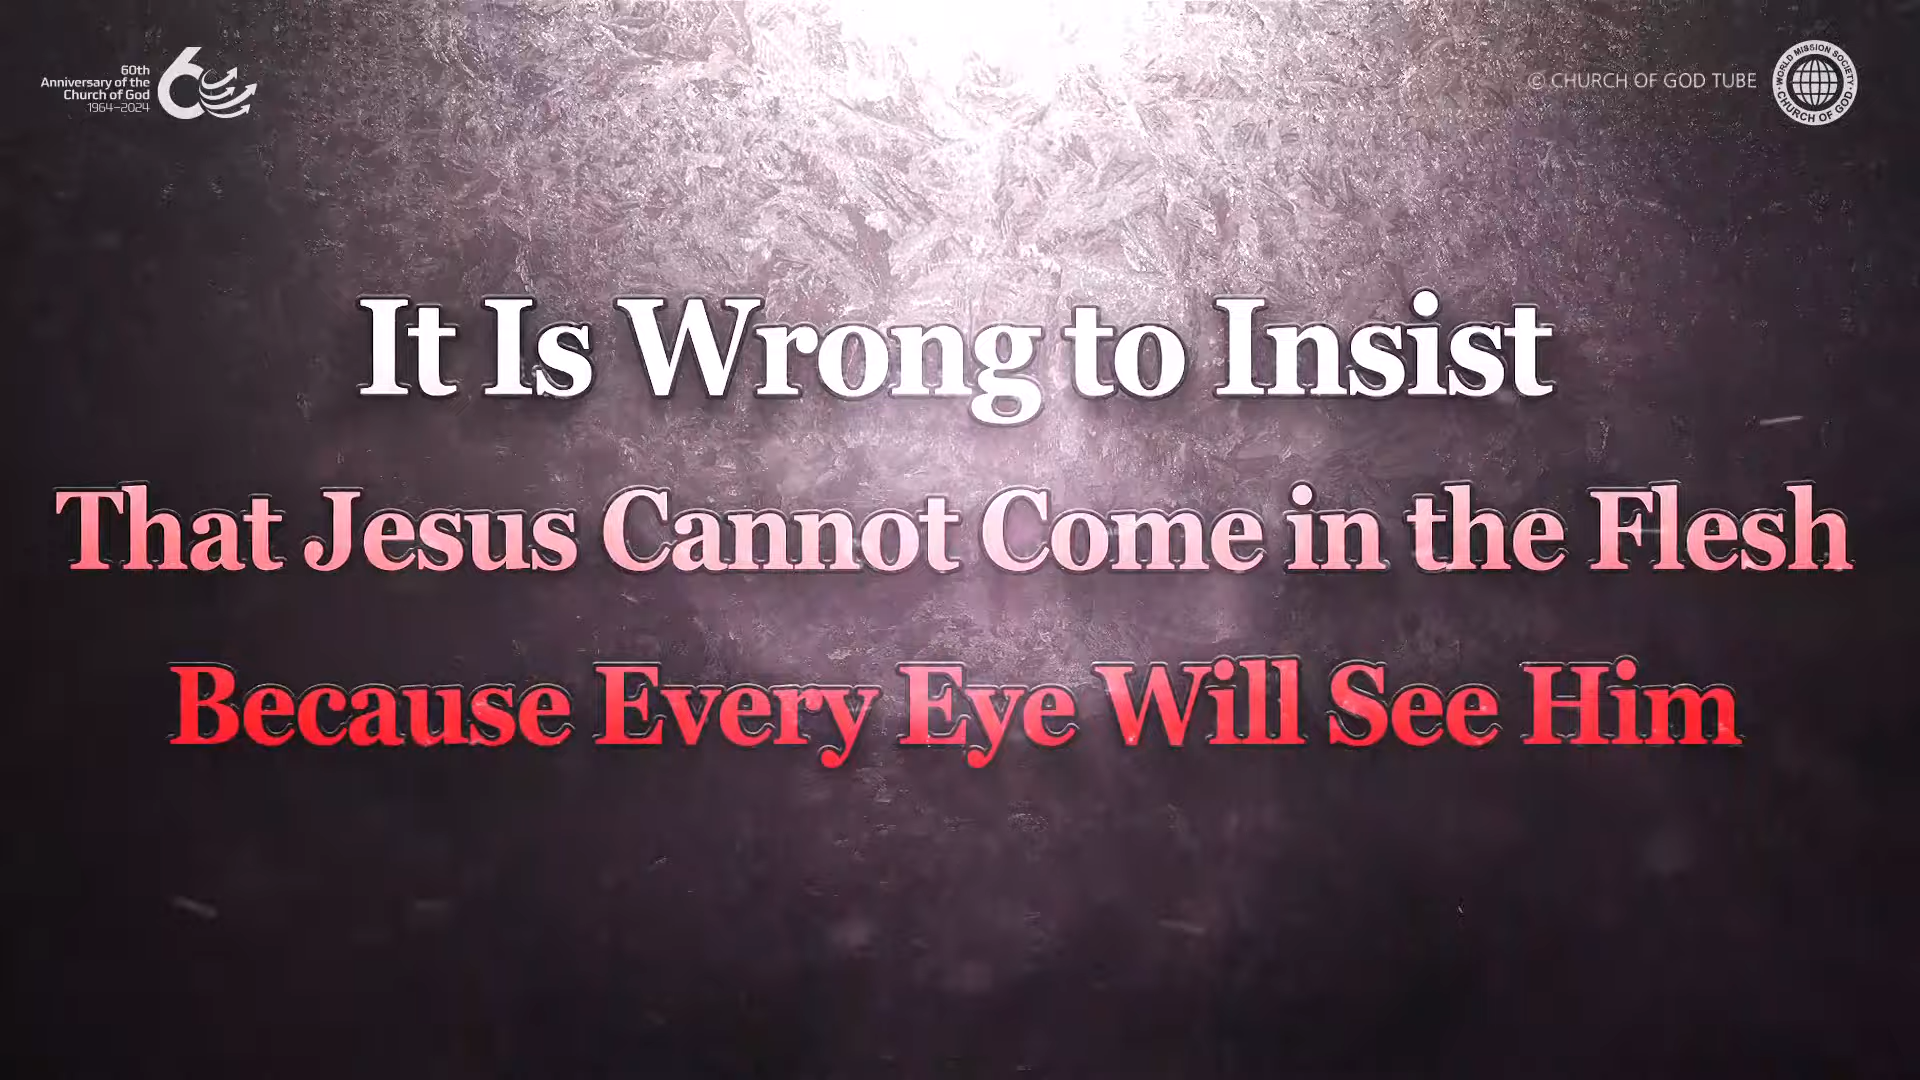 60th
Anniversary of the
Church of God
1964–2024
60
© CHURCH OF GOD TUBE
WORLD MISSION SOCIETY
CHURCH OF GOD
It Is Wrong to Insist
That Jesus Cannot Come in the Flesh
Because Every Eye Will See Him